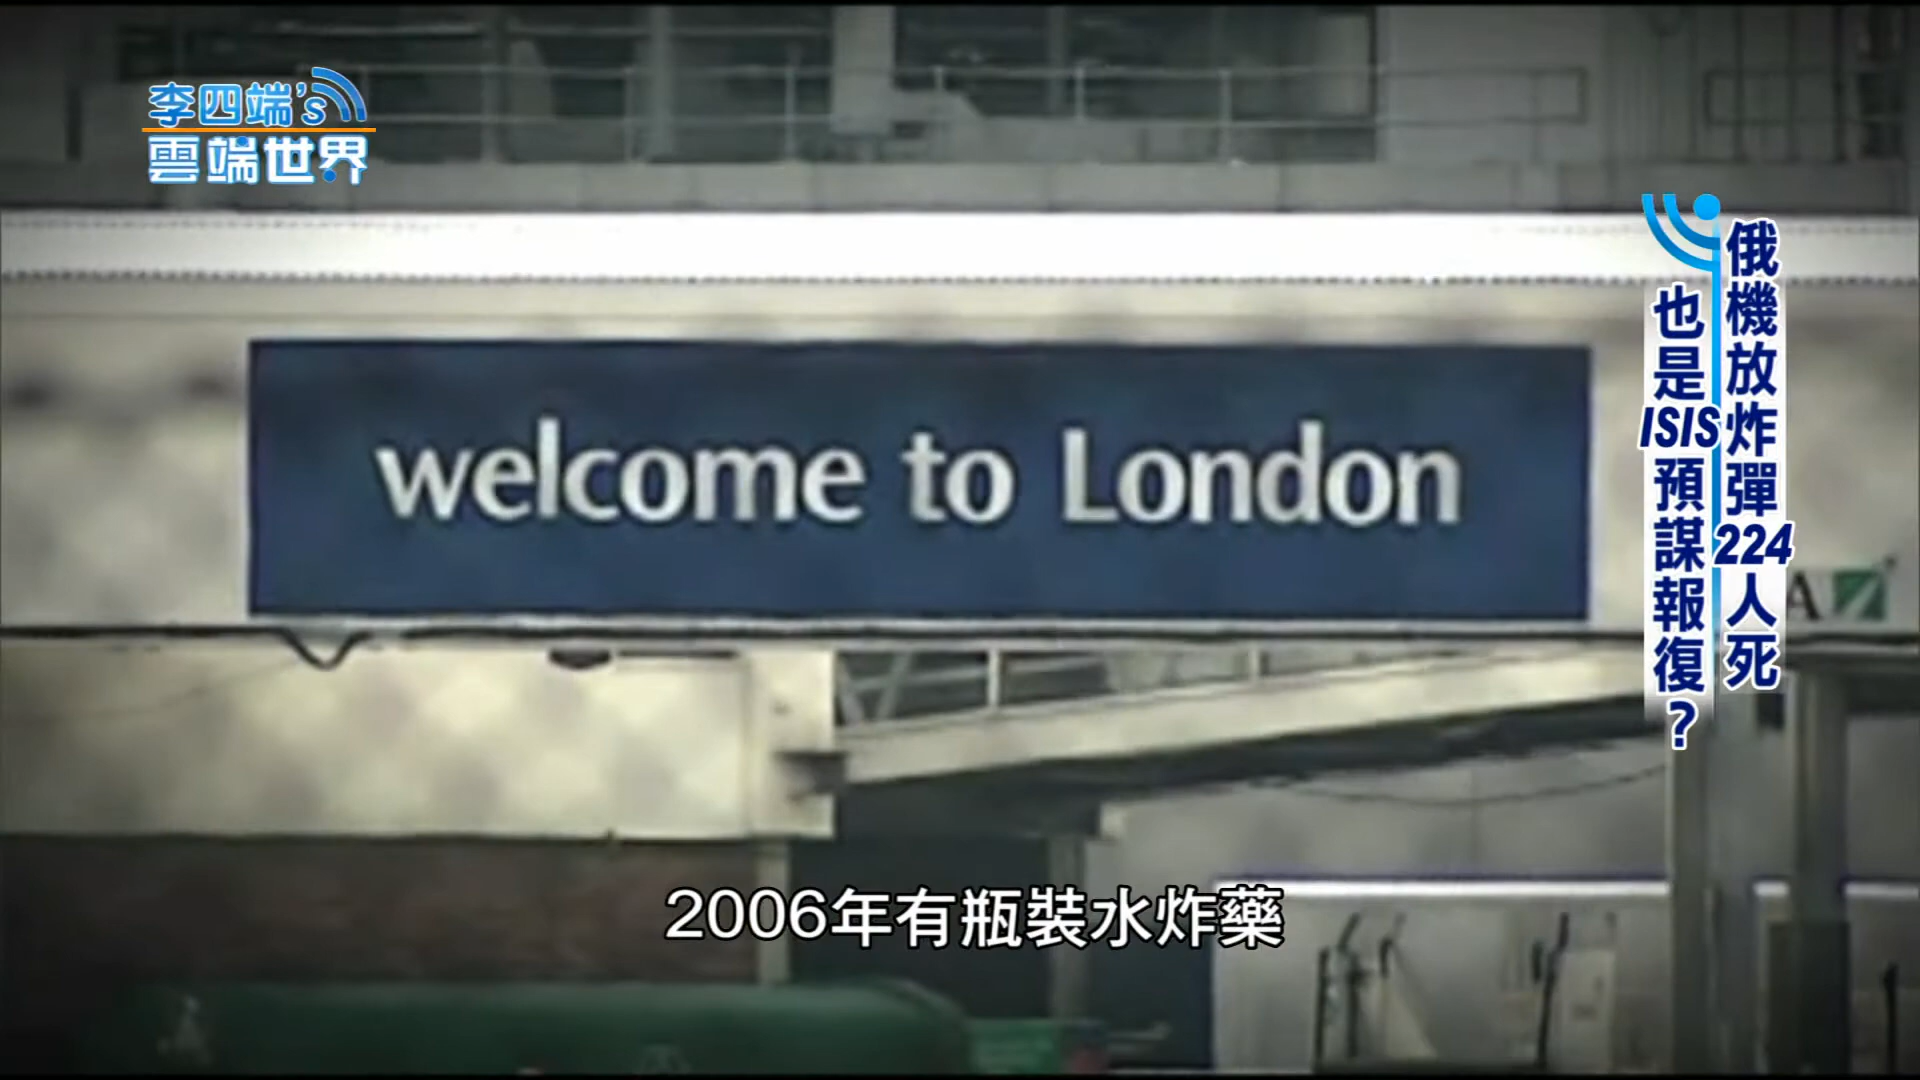 李四端's
雲端世界
俄機放炸彈224人死
也是ISIS預謀報復？
welcome to London
A
2006年有瓶裝水炸藥